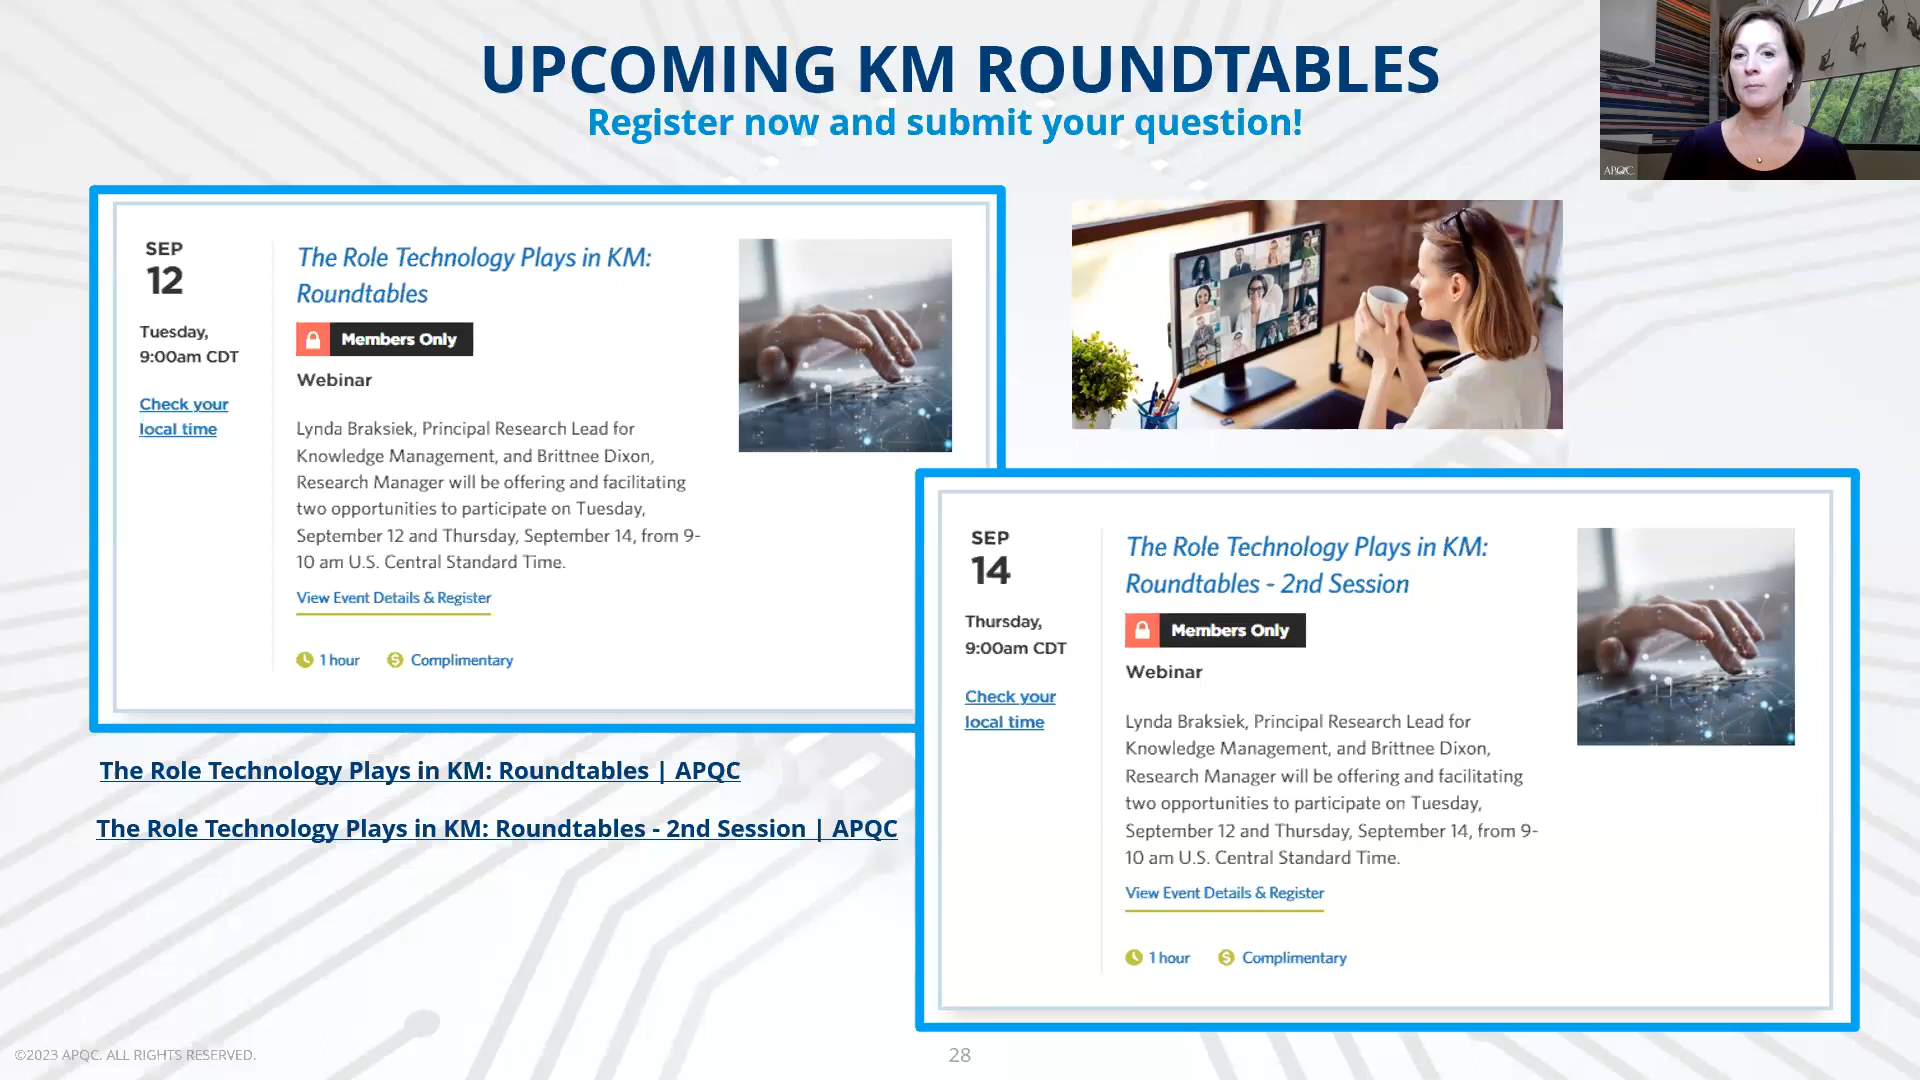 UPCOMING KM ROUNDTABLES
Register now and submit your question!
APQC
SEP
12
Tuesday,
9:00am CDT
Check your
local time
The Role Technology Plays in KM:
Roundtables
Members Only
Webinar
Lynda Braksiek, Principal Research Lead for
Knowledge Management, and Brittnee Dixon,
Research Manager will be offering and facilitating
two opportunities to participate on Tuesday,
September 12 and Thursday, September 14, from 9-
10 am U.S. Central Standard Time.
View Event Details & Register
1 hour
Complimentary
SEP
14
Thursday,
9:00am CDT
Check your
local time
The Role Technology Plays in KM:
Roundtables - 2nd Session
Members Only
Webinar
Lynda Braksiek, Principal Research Lead for
Knowledge Management, and Brittnee Dixon,
Research Manager will be offering and facilitating
two opportunities to participate on Tuesday,
September 12 and Thursday, September 14, from 9-
10 am U.S. Central Standard Time.
View Event Details & Register
1 hour
Complimentary
The Role Technology Plays in KM: Roundtables | APQC
The Role Technology Plays in KM: Roundtables - 2nd Session | APQC
©2023 APQC. ALL RIGHTS RESERVED.
28